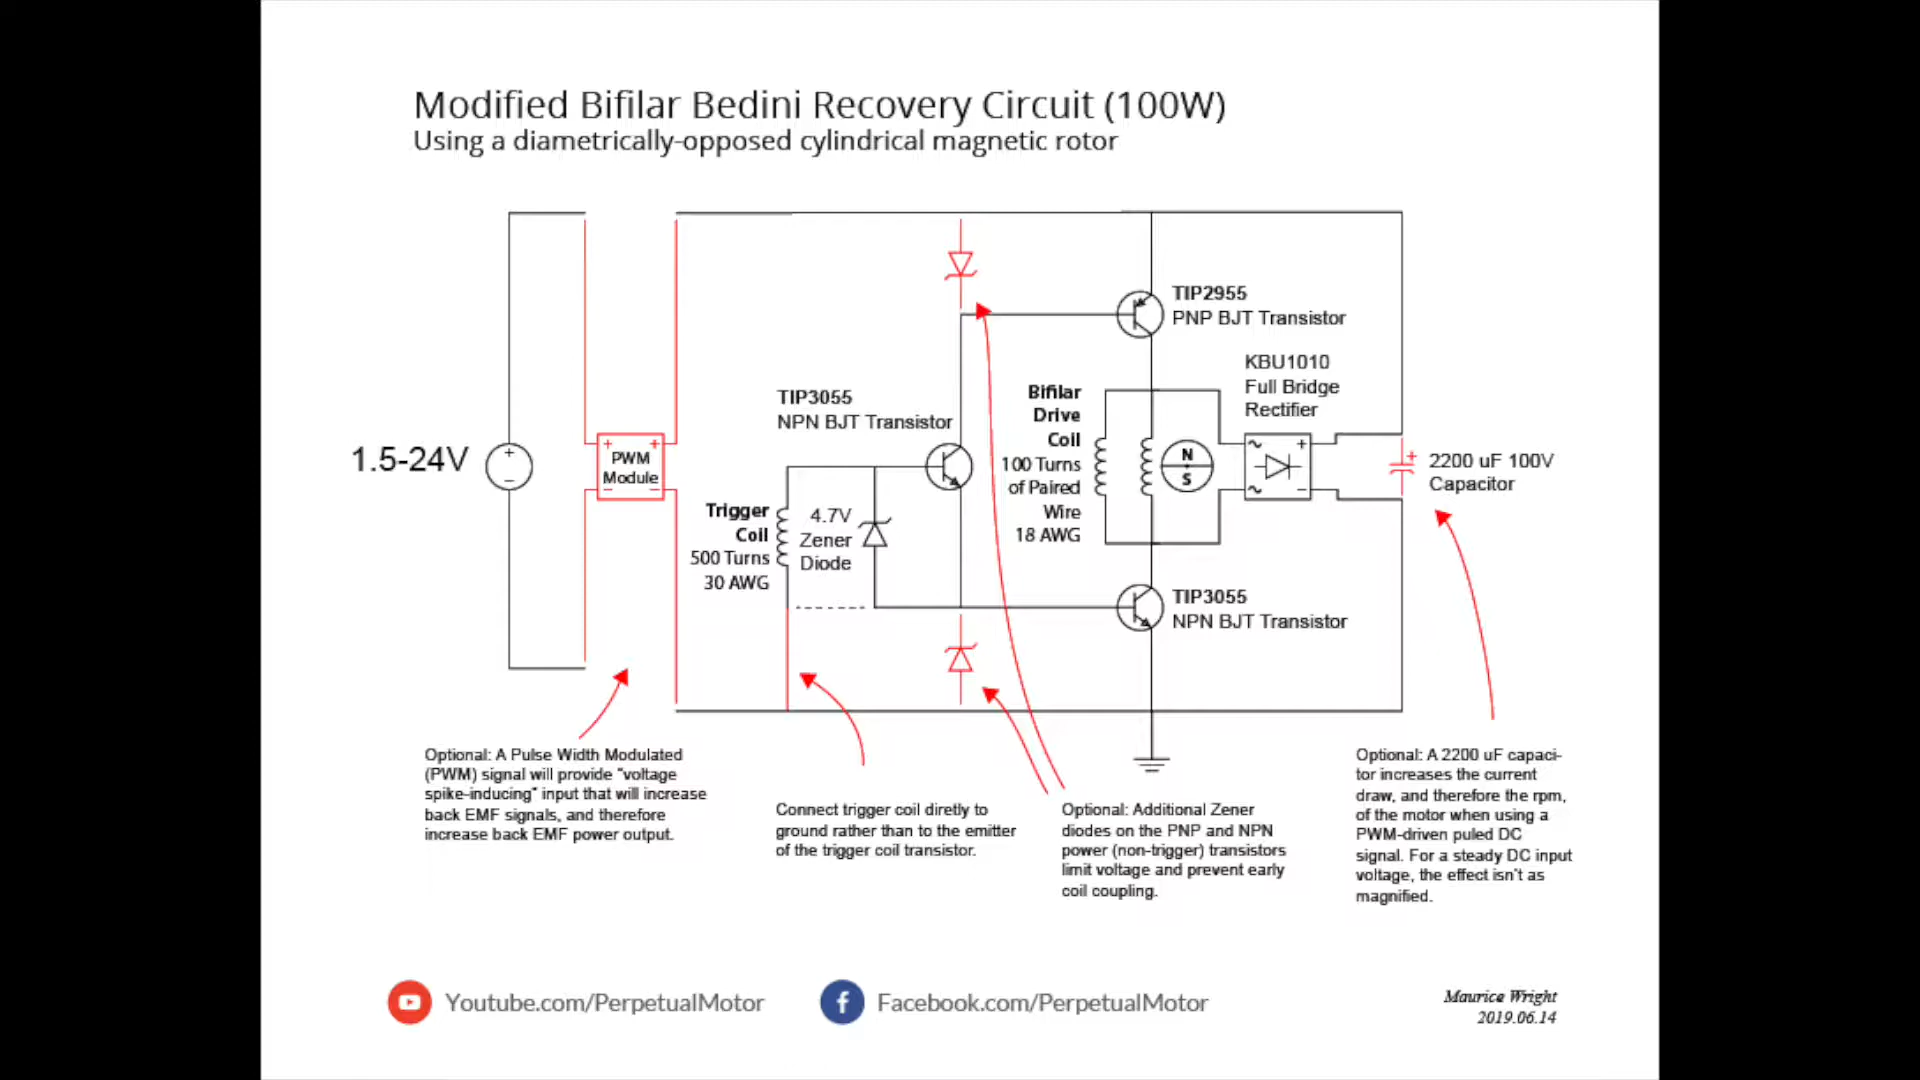 Modified Bifilar Bedini Recovery Circuit (100W)
Using a diametrically-opposed cylindrical magnetic rotor
TIP2955
PNP BJT Transistor
KBU1010
Full Bridge
Rectifier
TIP3055
NPN BJT Transistor
Bifilar
Drive
Coil
100 Turns
of Paired
Wire
18 AWG
1.5-24V
+
−
+ +
PWM
Module
− −
N
S
~ +
~ −
+
2200 uF 100V
Capacitor
Trigger
Coil
500 Turns
30 AWG
4.7V
Zener
Diode
TIP3055
NPN BJT Transistor
Optional: A Pulse Width Modulated
(PWM) signal will provide “voltage
spike-inducing” input that will increase
back EMF signals, and therefore
increase back EMF power output.
Connect trigger coil diretly to
ground rather than to the emitter
of the trigger coil transistor.
Optional: Additional Zener
diodes on the PNP and NPN
power (non-trigger) transistors
limit voltage and prevent early
coil coupling.
Optional: A 2200 uF capaci-
tor increases the current
draw, and therefore the rpm,
of the motor when using a
PWM-driven puled DC
signal. For a steady DC input
voltage, the effect isn't as
magnified.
Youtube.com/PerpetualMotor
Facebook.com/PerpetualMotor
Maurice Wright
2019.06.14